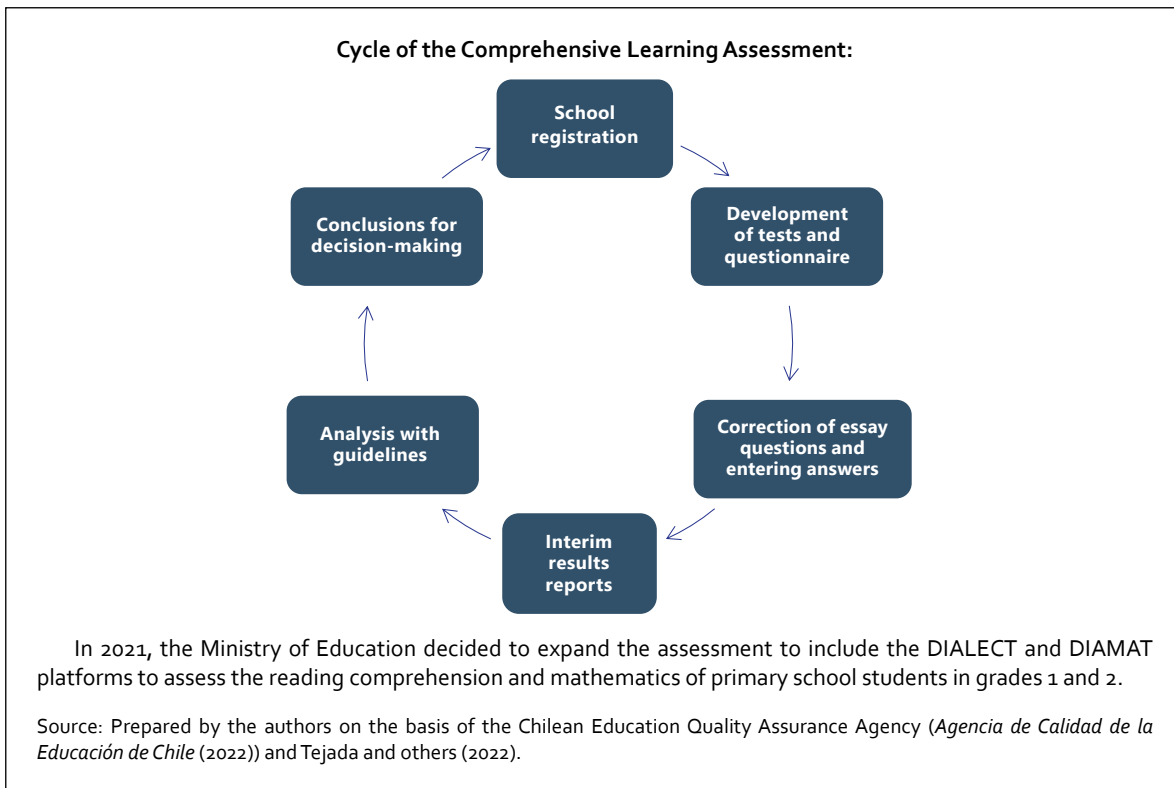 Cycle of the Comprehensive Learning Assessment:
School
registration
Development
of tests and
questionnaire
Correction of essay
questions and
entering answers
Interim
results
reports
Analysis with
guidelines
Conclusions for
decision-making
In 2021, the Ministry of Education decided to expand the assessment to include the DIALECT and DIAMAT
platforms to assess the reading comprehension and mathematics of primary school students in grades 1 and 2.
Source: Prepared by the authors on the basis of the Chilean Education Quality Assurance Agency (Agencia de Calidad de la
Educación de Chile (2022)) and Tejada and others (2022).